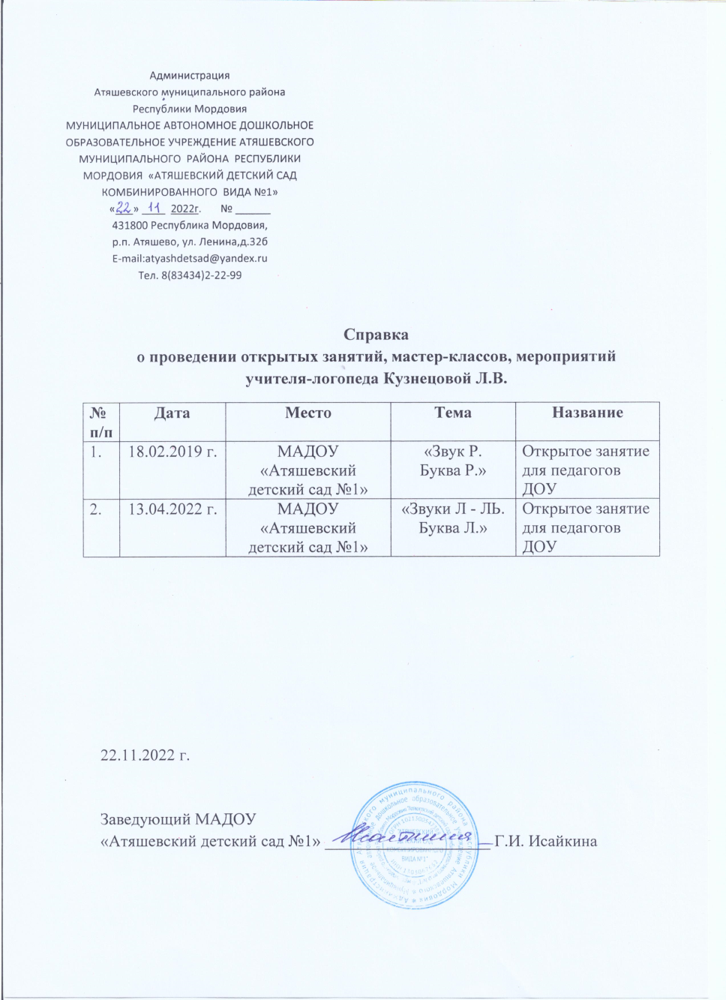 Администрация
Атяшевского муниципального района
Республики Мордовия
МУНИЦИПАЛЬНОЕ АВТОНОМНОЕ ДОШКОЛЬНОЕ
ОБРАЗОВАТЕЛЬНОЕ УЧРЕЖДЕНИЕ АТЯШЕВСКОГО
МУНИЦИПАЛЬНОГО РАЙОНА РЕСПУБЛИКИ
МОРДОВИЯ «АТЯШЕВСКИЙ ДЕТСКИЙ САД
КОМБИНИРОВАННОГО ВИДА №1»
«22» 11 2022г. № ______
431800 Республика Мордовия,
р.п. Атяшево, ул. Ленина,д.32б
E-mail:atyashdetsad@yandex.ru
Тел. 8(83434)2-22-99
Справка
о проведении открытых занятий, мастер-классов, мероприятий
учителя-логопеда Кузнецовой Л.В.
№ Дата Место Тема Название
п/п
1. 18.02.2019 г. МАДОУ «Звук Р. Открытое занятие
«Атяшевский Буква Р.» для педагогов
детский сад №1» ДОУ
2. 13.04.2022 г. МАДОУ «Звуки Л - ЛЬ. Открытое занятие
«Атяшевский Буква Л.» для педагогов
детский сад №1» ДОУ
22.11.2022 г.
Заведующий МАДОУ
«Атяшевский детский сад №1» Г.И. Исайкина
ВИДА №1"